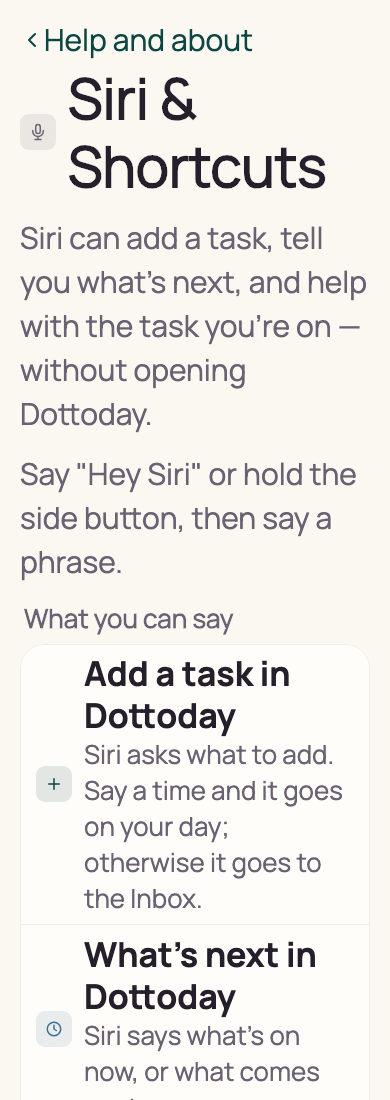 Help and about
Siri &
Shortcuts
Siri can add a task, tell
you what's next, and help
with the task you're on —
without opening
Dottoday.
Say "Hey Siri" or hold the
side button, then say a
phrase.
What you can say
Add a task in
Dottoday
Siri asks what to add.
Say a time and it goes
on your day;
otherwise it goes to
the Inbox.
What's next in
Dottoday
Siri says what's on
now, or what comes